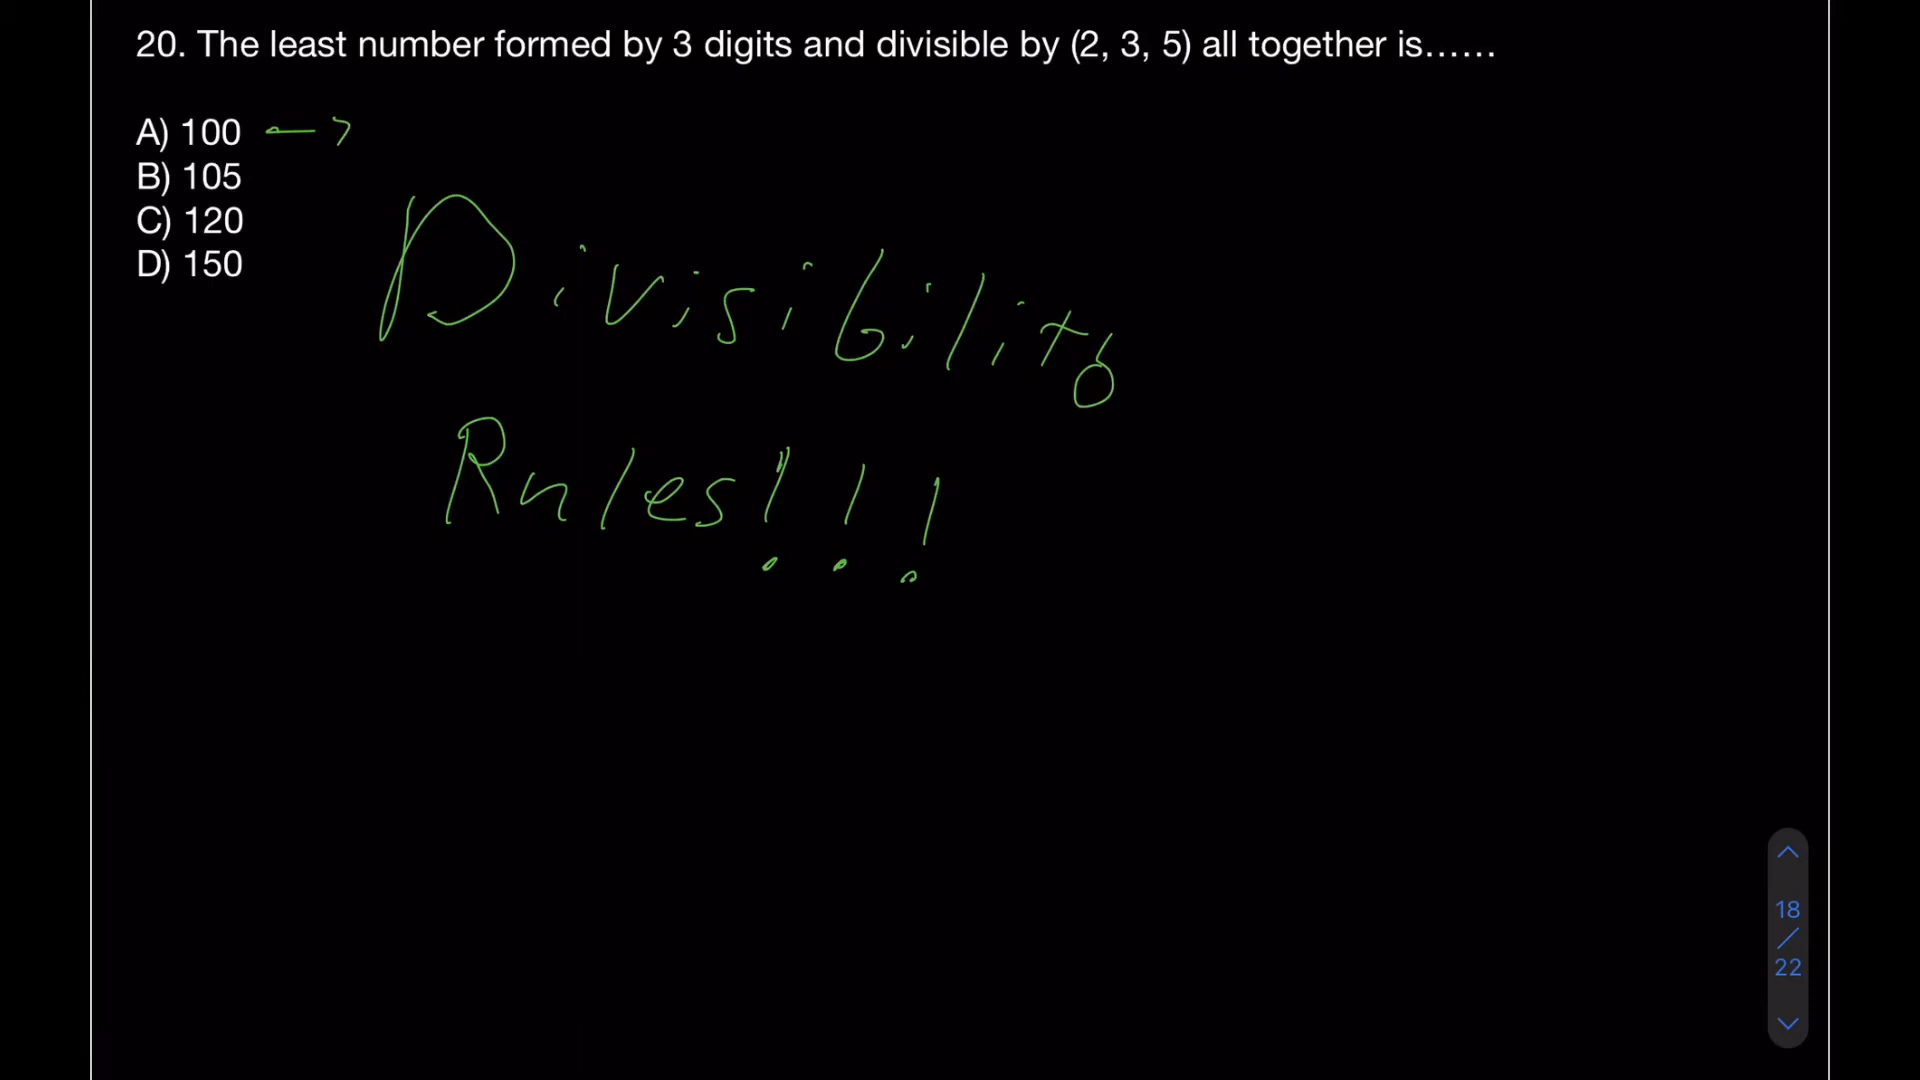 20. The least number formed by 3 digits and divisible by (2, 3, 5) all together is......
A) 100
B) 105
C) 120
D) 150
Divisibility
Rules!!!
18
/
22